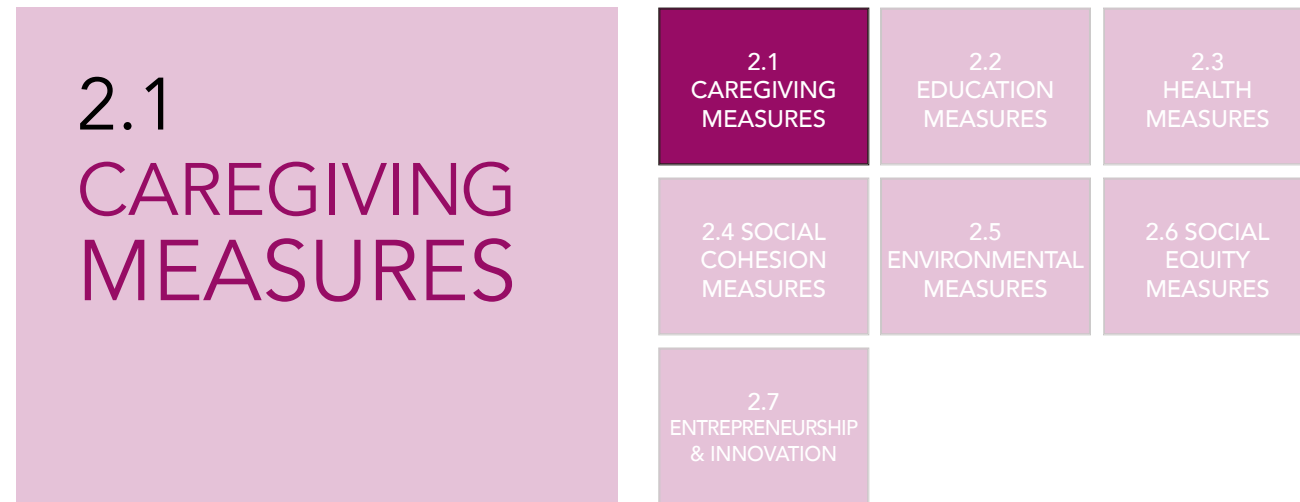 2.1
CAREGIVING
MEASURES
2.1
CAREGIVING
MEASURES
2.2
EDUCATION
MEASURES
2.3
HEALTH
MEASURES
2.4 SOCIAL
COHESION
MEASURES
2.5
ENVIRONMENTAL
MEASURES
2.6 SOCIAL
EQUITY
MEASURES
2.7
ENTREPRENEURSHIP
& INNOVATION